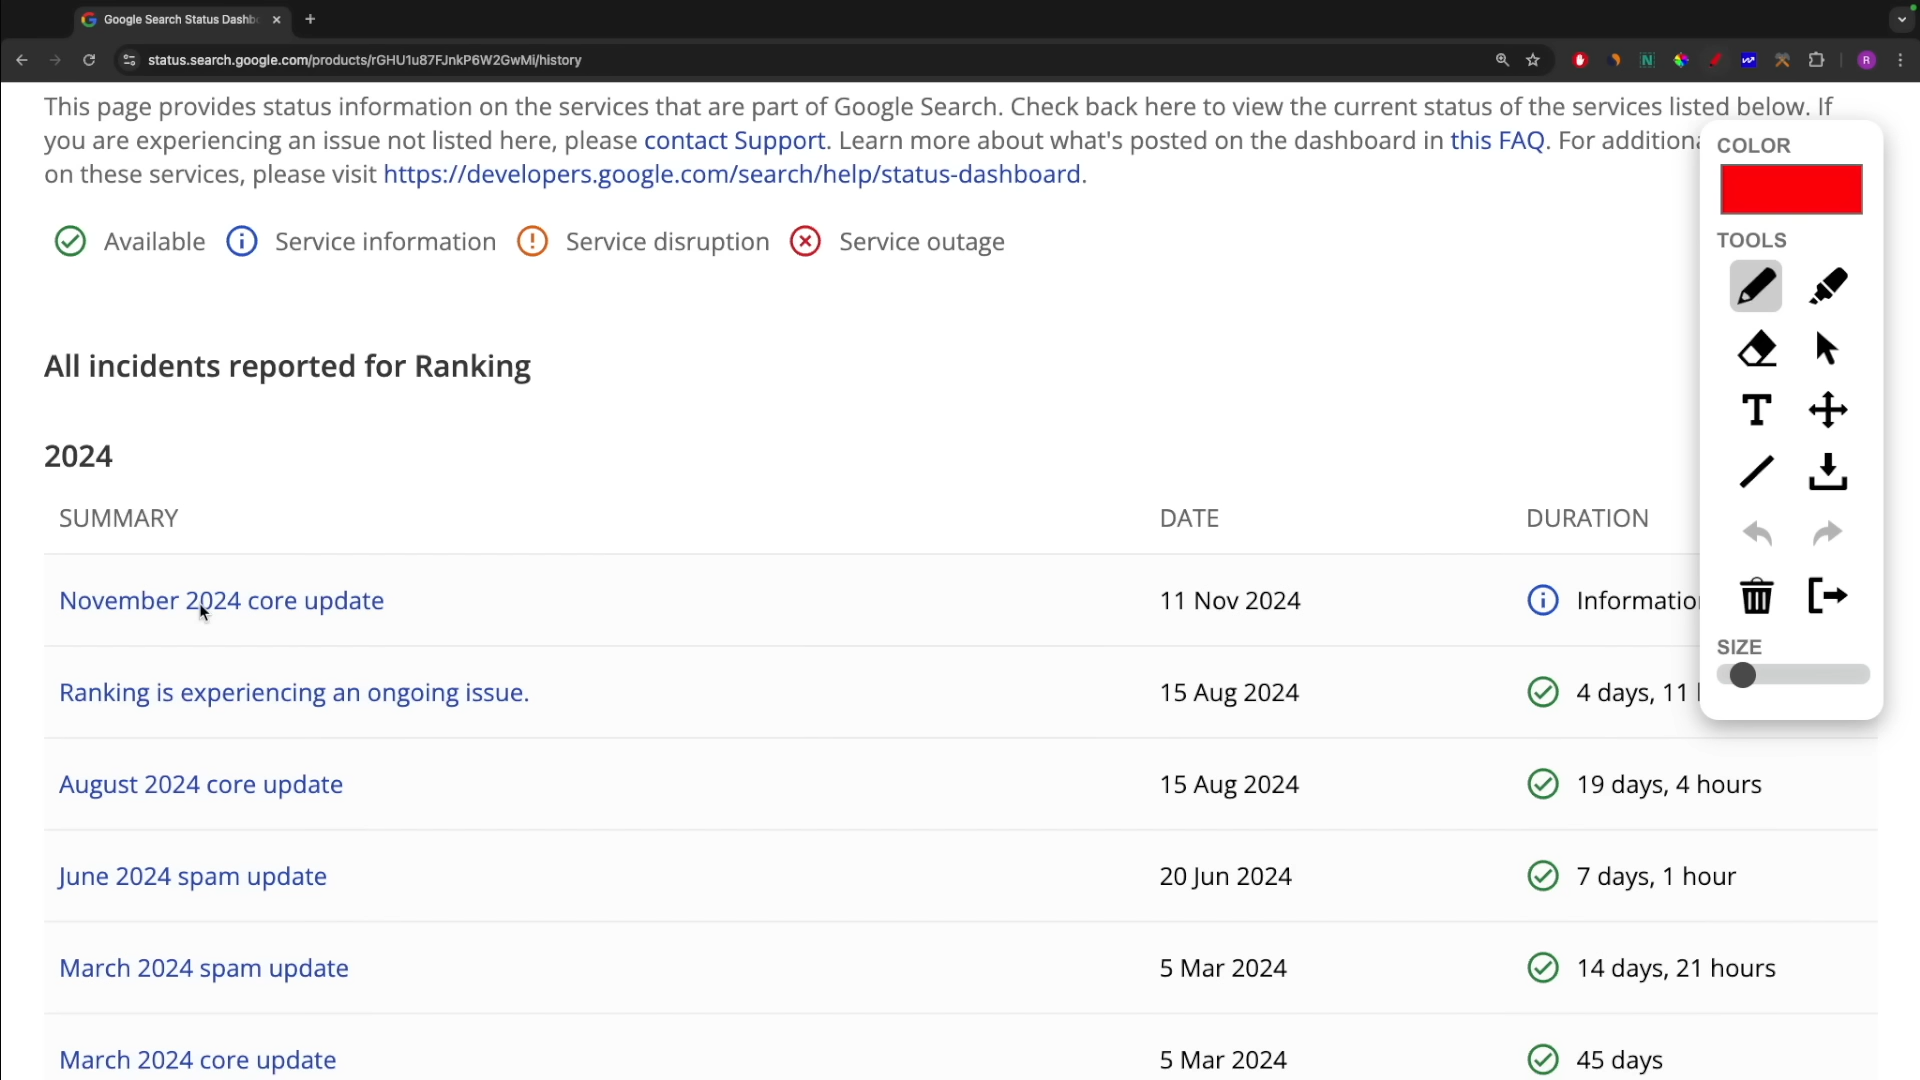 Google Search Status Dashb
status.search.google.com/products/rGHU1u87FJnkP6W2GwMi/history
This page provides status information on the services that are part of Google Search. Check back here to view the current status of the services listed below. If
you are experiencing an issue not listed here, please contact Support. Learn more about what's posted on the dashboard in this FAQ. For additiona
on these services, please visit https://developers.google.com/search/help/status-dashboard.
Available Service information Service disruption Service outage
All incidents reported for Ranking
2024
SUMMARY DATE DURATION
November 2024 core update 11 Nov 2024 Informatio
Ranking is experiencing an ongoing issue. 15 Aug 2024 4 days, 11
August 2024 core update 15 Aug 2024 19 days, 4 hours
June 2024 spam update 20 Jun 2024 7 days, 1 hour
March 2024 spam update 5 Mar 2024 14 days, 21 hours
March 2024 core update 5 Mar 2024 45 days
COLOR
TOOLS
SIZE
R
N